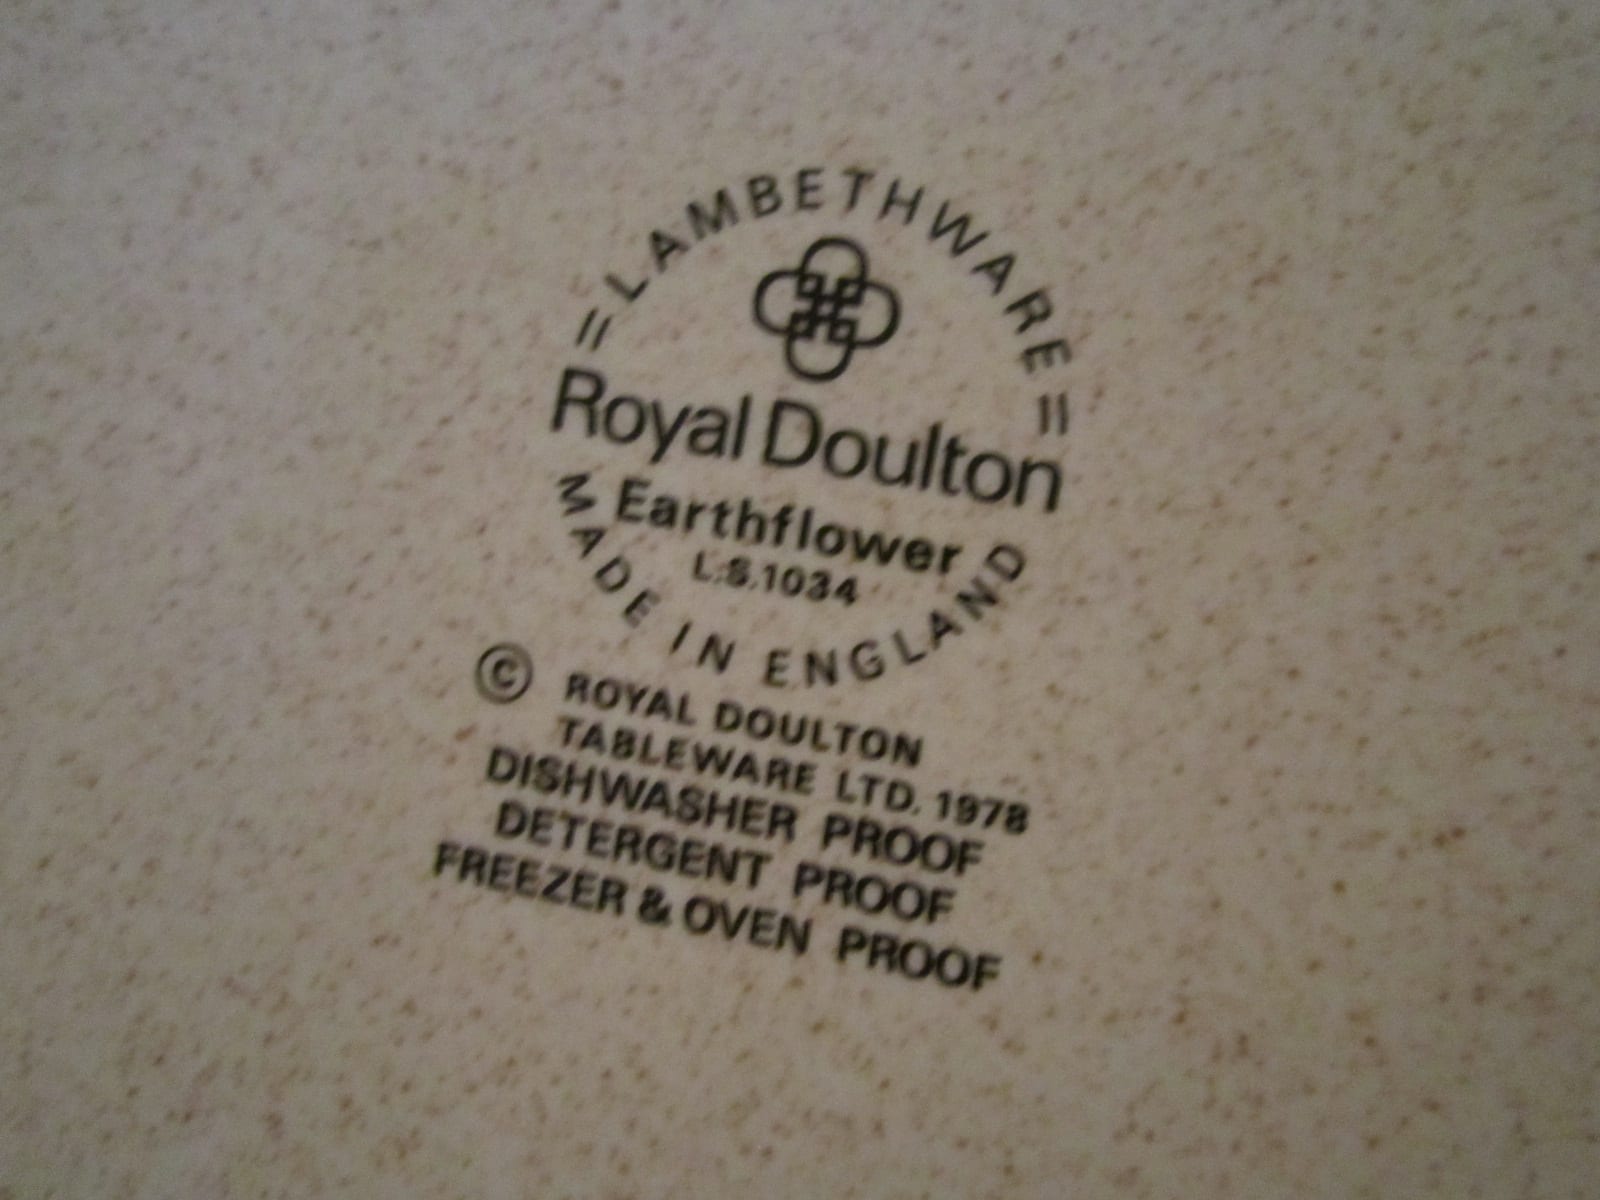 =LAMBETHWARE=
Royal Doulton
Earthflower
L.S.1034
MADE IN ENGLAND
© ROYAL DOULTON
TABLEWARE LTD. 1978
DISHWASHER PROOF
DETERGENT PROOF
FREEZER & OVEN PROOF